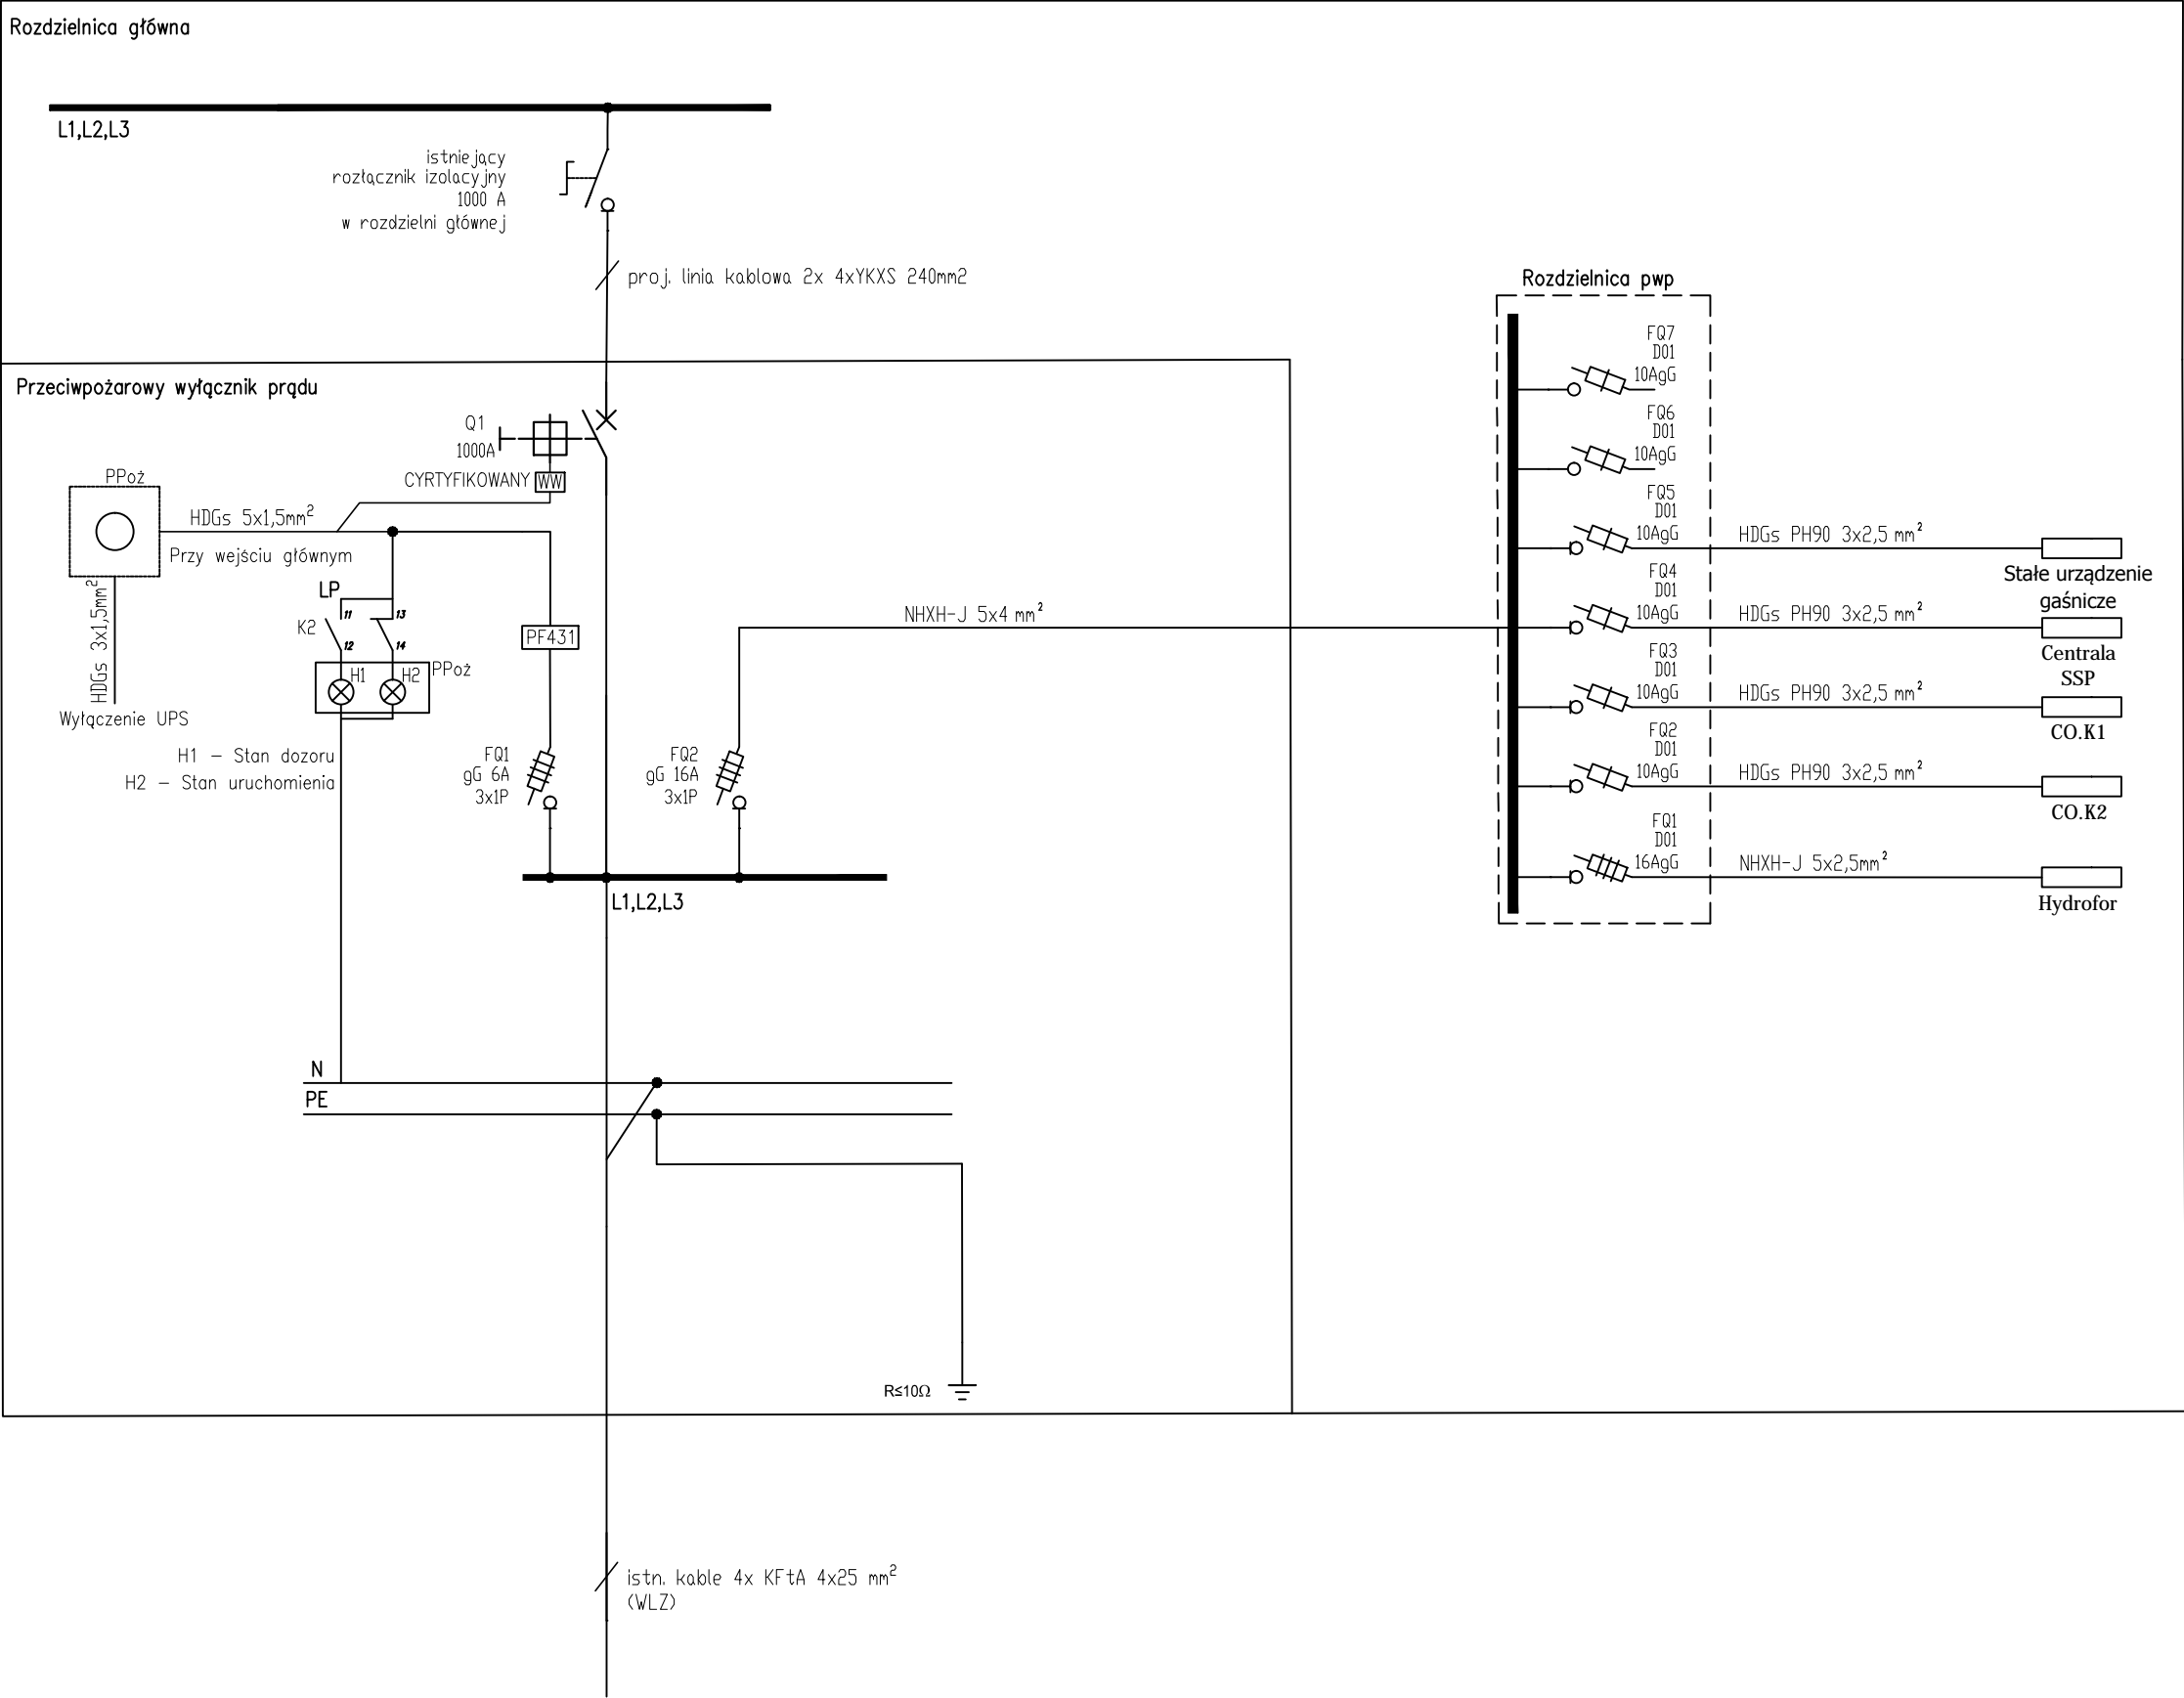 Rozdzielnica główna
L1,L2,L3
istniejący
rozłącznik izolacyjny
1000 A
w rozdzielni głównej
proj. linia kablowa 2x 4xYKXS 240mm2
Przeciwpożarowy wyłącznik prądu
Q1
1000A
CYRTYFIKOWANY WW
PPoż
HDGs 5x1,5mm²
Przy wejściu głównym
HDGs 3x1,5mm²
Wyłączenie UPS
LP
11
13
K2
12
14
H1
H2
PPoż
H1 – Stan dozoru
H2 – Stan uruchomienia
PF431
FQ1
gG 6A
3x1P
FQ2
gG 16A
3x1P
NHXH-J 5x4 mm²
L1,L2,L3
N
PE
R≤10Ω
istn. kable 4x KFtA 4x25 mm²
(WLZ)
Rozdzielnica pwp
FQ7
D01
10AgG
FQ6
D01
10AgG
FQ5
D01
10AgG
HDGs PH90 3x2,5 mm²
Stałe urządzenie
gaśnicze
FQ4
D01
10AgG
HDGs PH90 3x2,5 mm²
Centrala
SSP
FQ3
D01
10AgG
HDGs PH90 3x2,5 mm²
CO.K1
FQ2
D01
10AgG
HDGs PH90 3x2,5 mm²
CO.K2
FQ1
D01
16AgG
NHXH-J 5x2,5mm²
Hydrofor